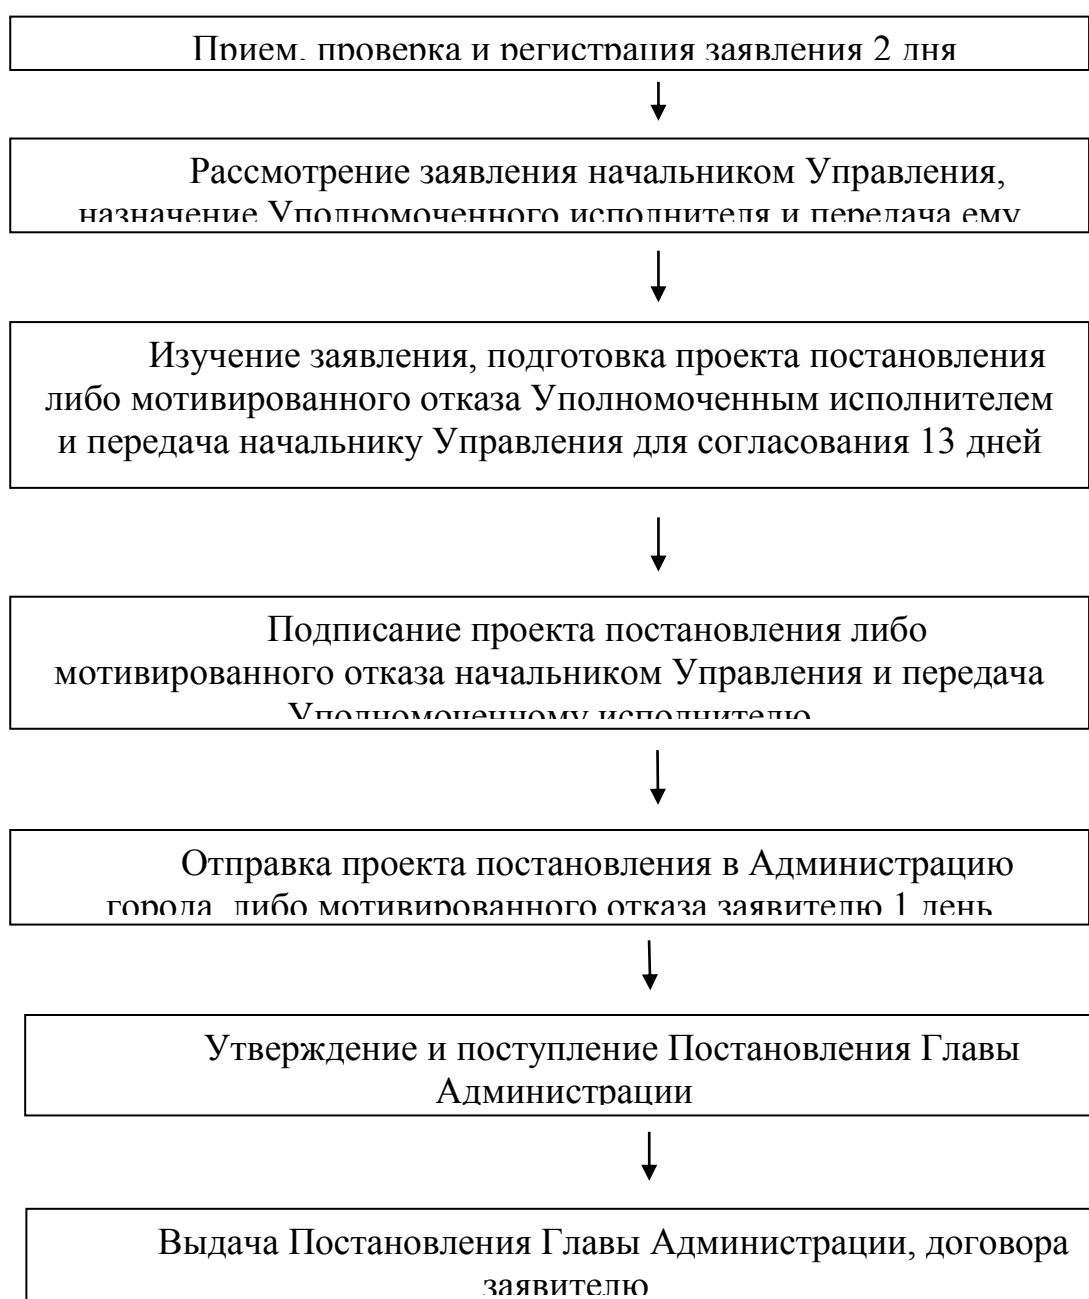 Прием, проверка и регистрация заявления 2 дня
Рассмотрение заявления начальником Управления,
назначение Уполномоченного исполнителя и передача ему
Изучение заявления, подготовка проекта постановления
либо мотивированного отказа Уполномоченным исполнителем
и передача начальнику Управления для согласования 13 дней
Подписание проекта постановления либо
мотивированного отказа начальником Управления и передача
Уполномоченному исполнителю
Отправка проекта постановления в Администрацию
города либо мотивированного отказа заявителю 1 день
Утверждение и поступление Постановления Главы
Администрации
Выдача Постановления Главы Администрации, договора
заявителю